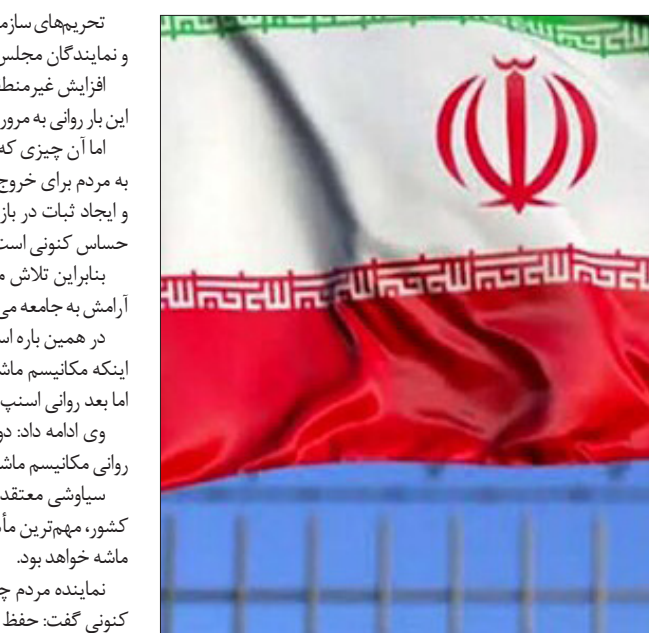 تحریم‌های سازم
و نمایندگان مجلس
افزایش غیرمنط
این بار روانی به مرور
اما آن چیزی که
به مردم برای خروج
و ایجاد ثبات در باز
حساس کنونی است
بنابراین تلاش م
آرامش به جامعه می
در همین باره اس
اینکه مکانیسم ماش
اما بعد روانی اسنپ
وی ادامه داد: دو
روانی مکانیسم ماش
سیاوشی معتقد
کشور، مهم‌ترین مأ
ماشه خواهد بود.
نماینده مردم چ
کنونی گفت: حفظ